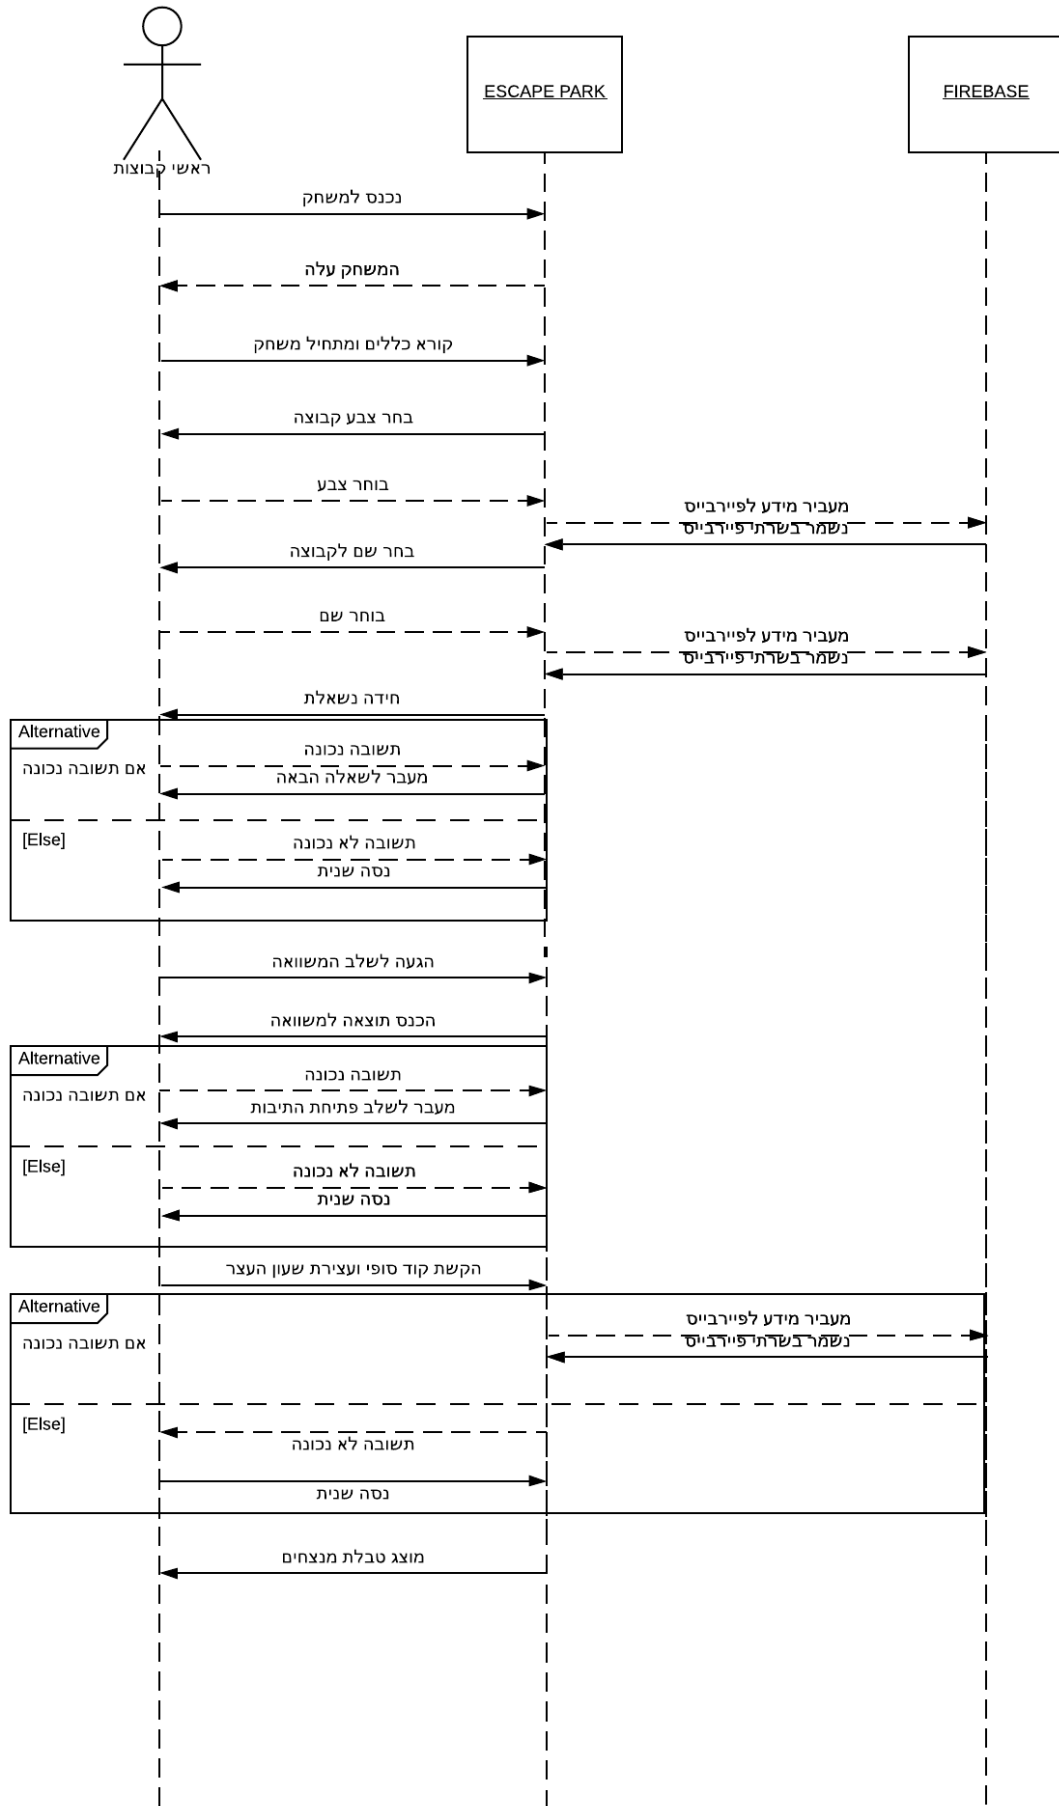 ESCAPE PARK
FIREBASE
ראשי קבוצות
נכנס למשחק
המשחק עלה
קורא כללים ומתחיל משחק
בחר צבע קבוצה
בוחר צבע
מעביר מידע לפיירבייס
נשמר בשרתי פיירבייס
בחר שם לקבוצה
בוחר שם
מעביר מידע לפיירבייס
נשמר בשרתי פיירבייס
חידה נשאלת
Alternative
תשובה נכונה
אם תשובה נכונה
מעבר לשאלה הבאה
[Else]
תשובה לא נכונה
נסה שנית
הגעה לשלב המשוואה
הכנס תוצאה למשוואה
Alternative
תשובה נכונה
אם תשובה נכונה
מעבר לשלב פתיחת התיבות
[Else]
תשובה לא נכונה
נסה שנית
הקשת קוד סופי ועצירת שעון העצר
Alternative
מעביר מידע לפיירבייס
אם תשובה נכונה
נשמר בשרתי פיירבייס
[Else]
תשובה לא נכונה
נסה שנית
מוצג טבלת מנצחים